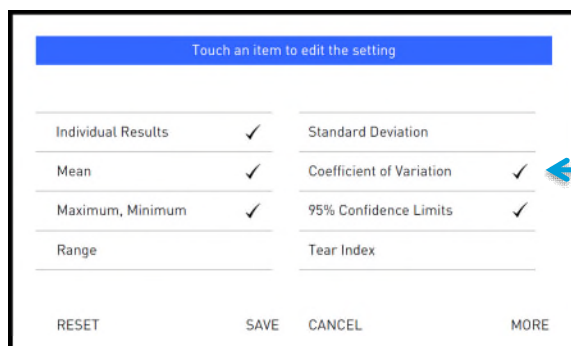 Touch an item to edit the setting
Individual Results ✓ Standard Deviation
Mean ✓ Coefficient of Variation ✓
Maximum, Minimum ✓ 95% Confidence Limits ✓
Range Tear Index
RESET SAVE CANCEL MORE